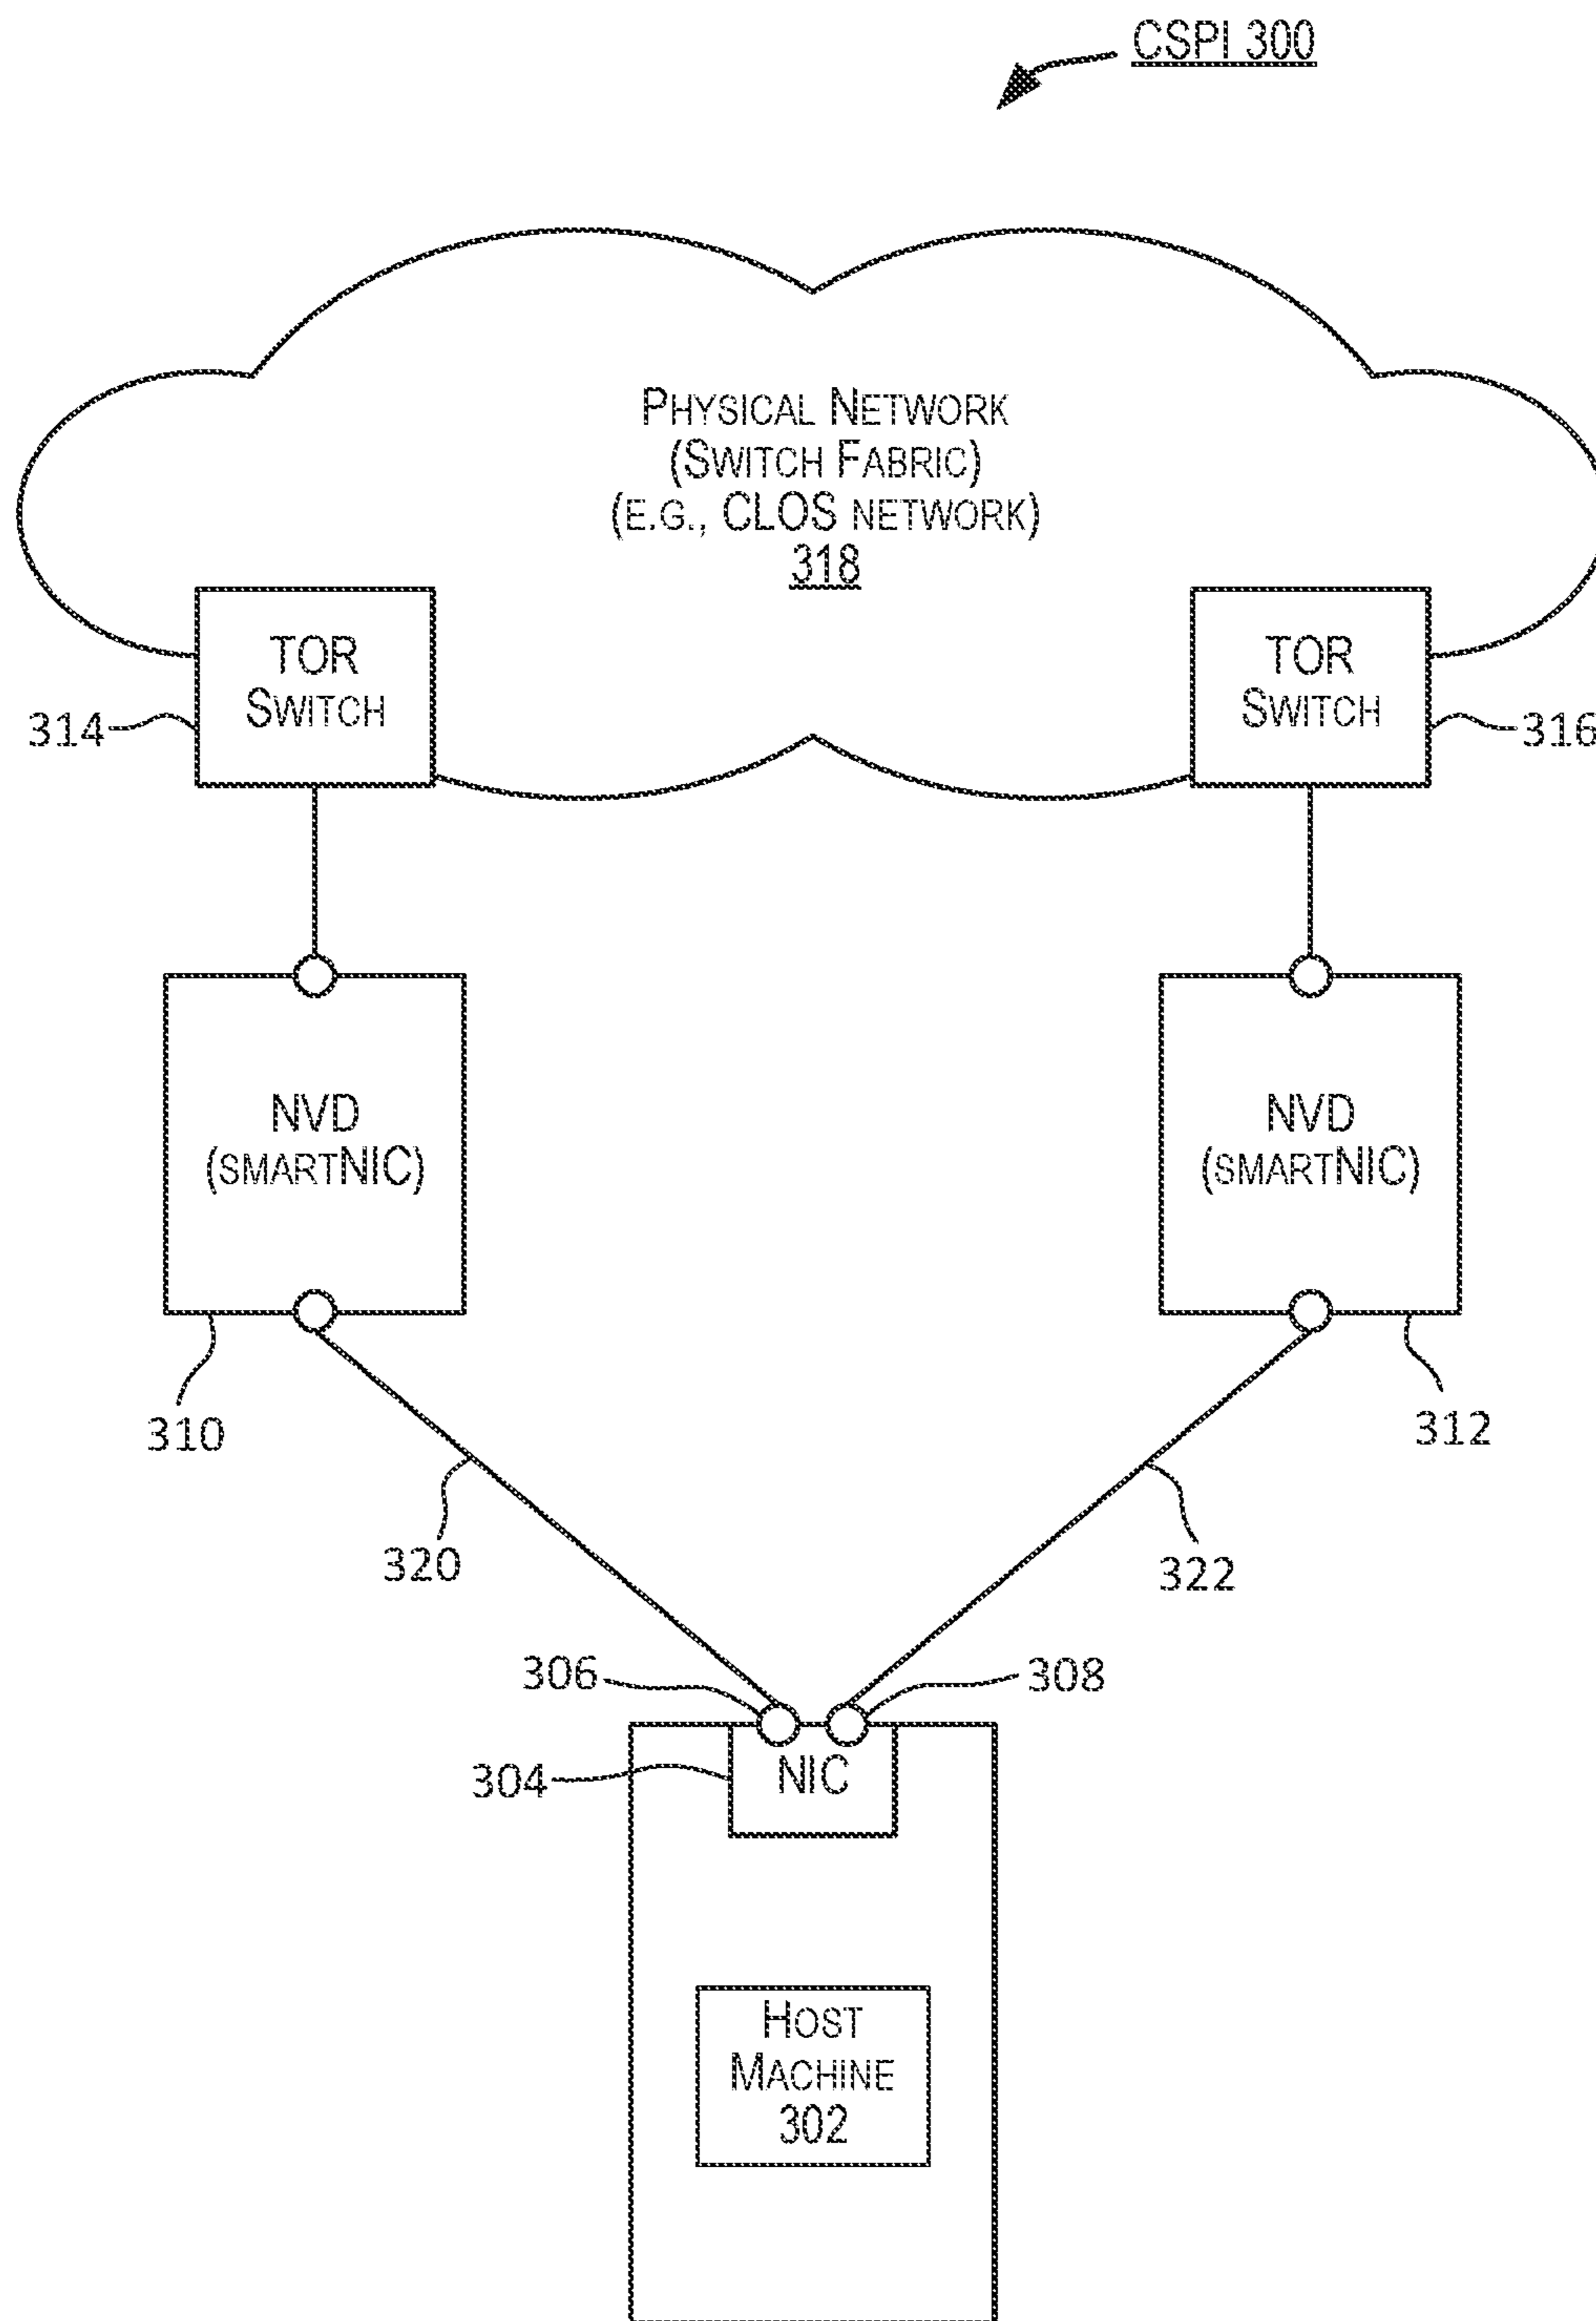 CSPI 300
PHYSICAL NETWORK
(SWITCH FABRIC)
(E.G., CLOS NETWORK)
318
TOR
SWITCH
TOR
SWITCH
314
316
NVD
(SMARTNIC)
NVD
(SMARTNIC)
310
312
320
322
306
308
304
NIC
HOST
MACHINE
302